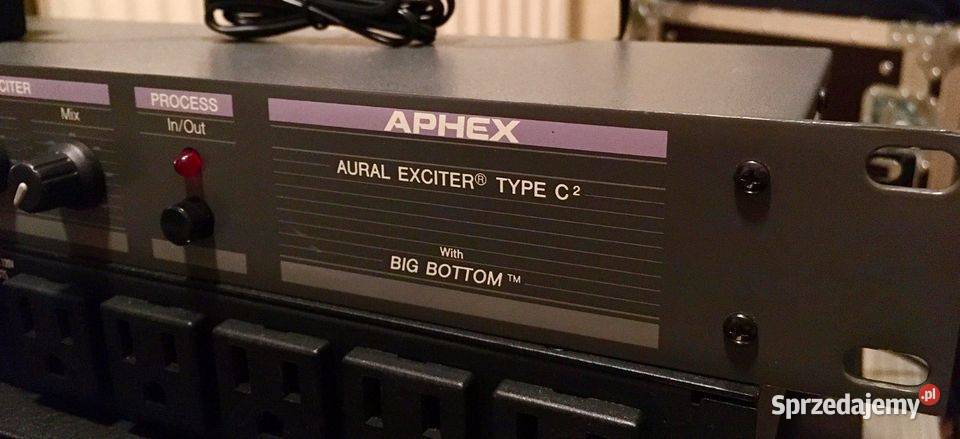 CITER
Mix
PROCESS
In/Out
APHEX
AURAL EXCITER® TYPE C²
With
BIG BOTTOM™
Sprzedajemy.pl